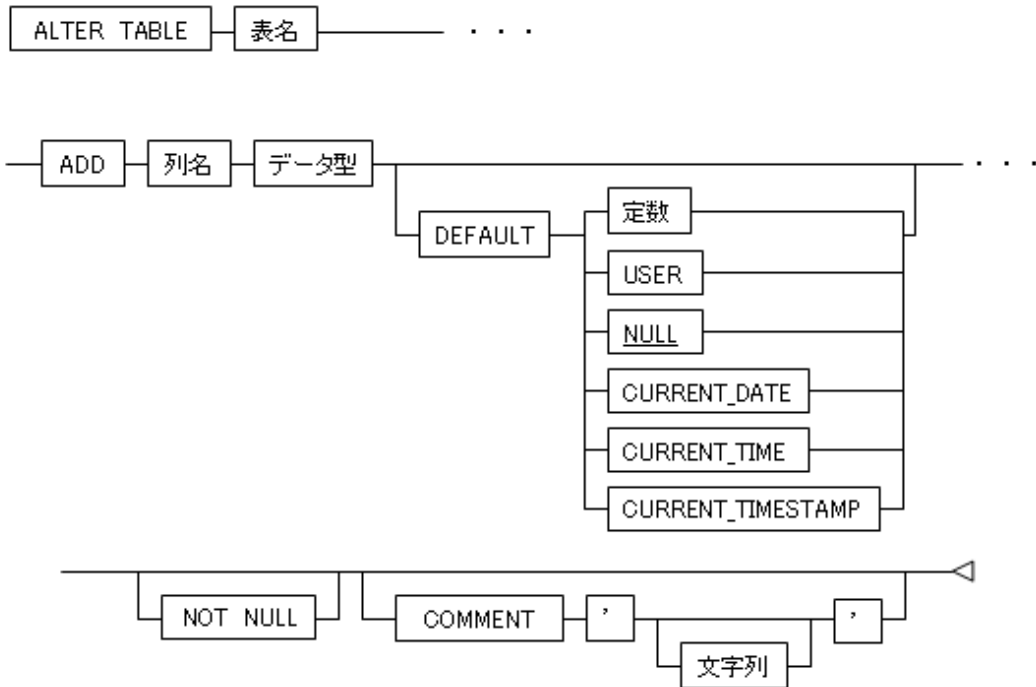 ALTER TABLE 表名 ・・・
ADD 列名 データ型 ・・・
DEFAULT 定数
USER
NULL
CURRENT_DATE
CURRENT_TIME
CURRENT_TIMESTAMP
NOT NULL COMMENT ' 文字列 '